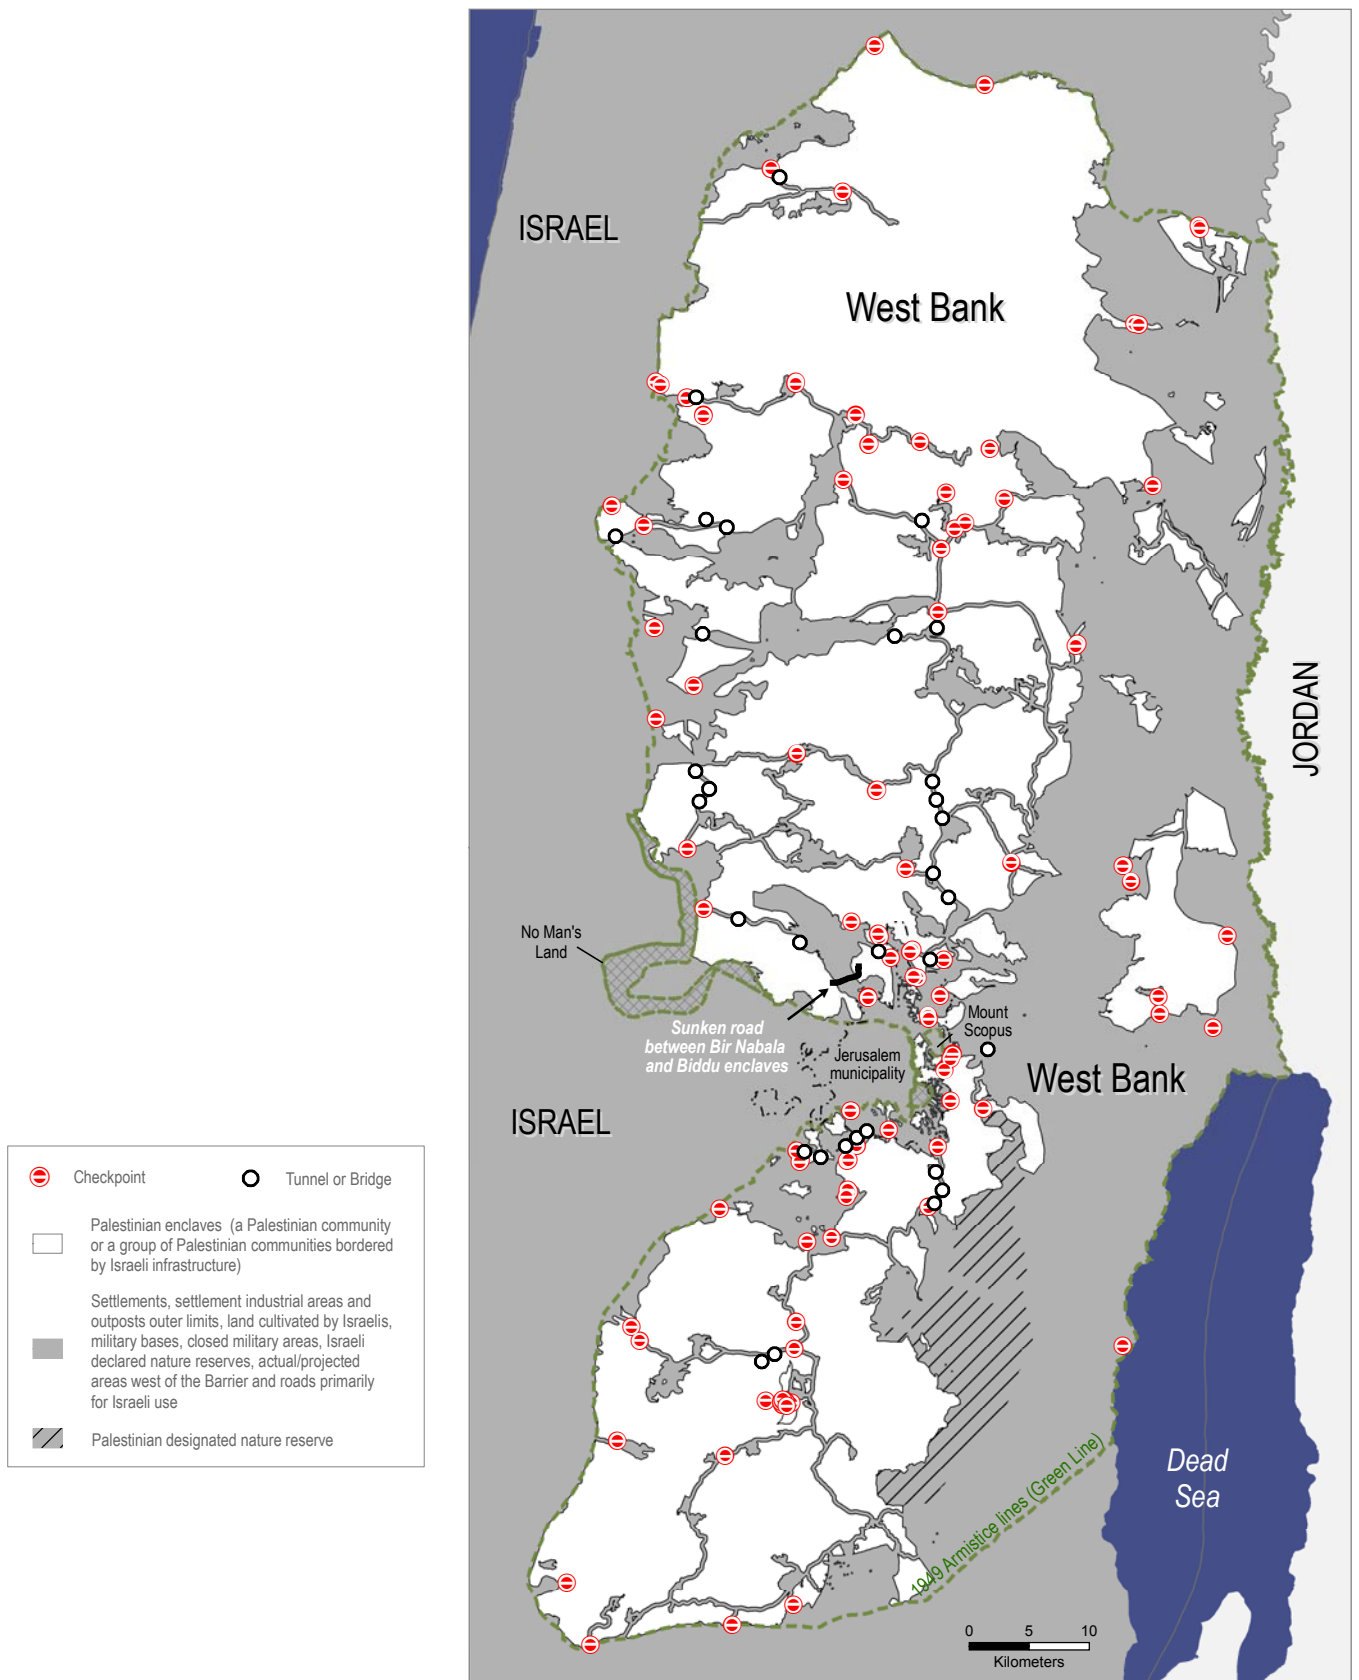 ISRAEL
West Bank
JORDAN
No Man's
Land
Sunken road
between Bir Nabala
and Biddu enclaves
Mount
Scopus
Jerusalem
municipality
West Bank
ISRAEL
Checkpoint
Tunnel or Bridge
Palestinian enclaves (a Palestinian community
or a group of Palestinian communities bordered
by Israeli infrastructure)
Settlements, settlement industrial areas and
outposts outer limits, land cultivated by Israelis,
military bases, closed military areas, Israeli
declared nature reserves, actual/projected
areas west of the Barrier and roads primarily
for Israeli use
Palestinian designated nature reserve
Dead
Sea
1949 Armistice lines (Green Line)
0 5 10
Kilometers